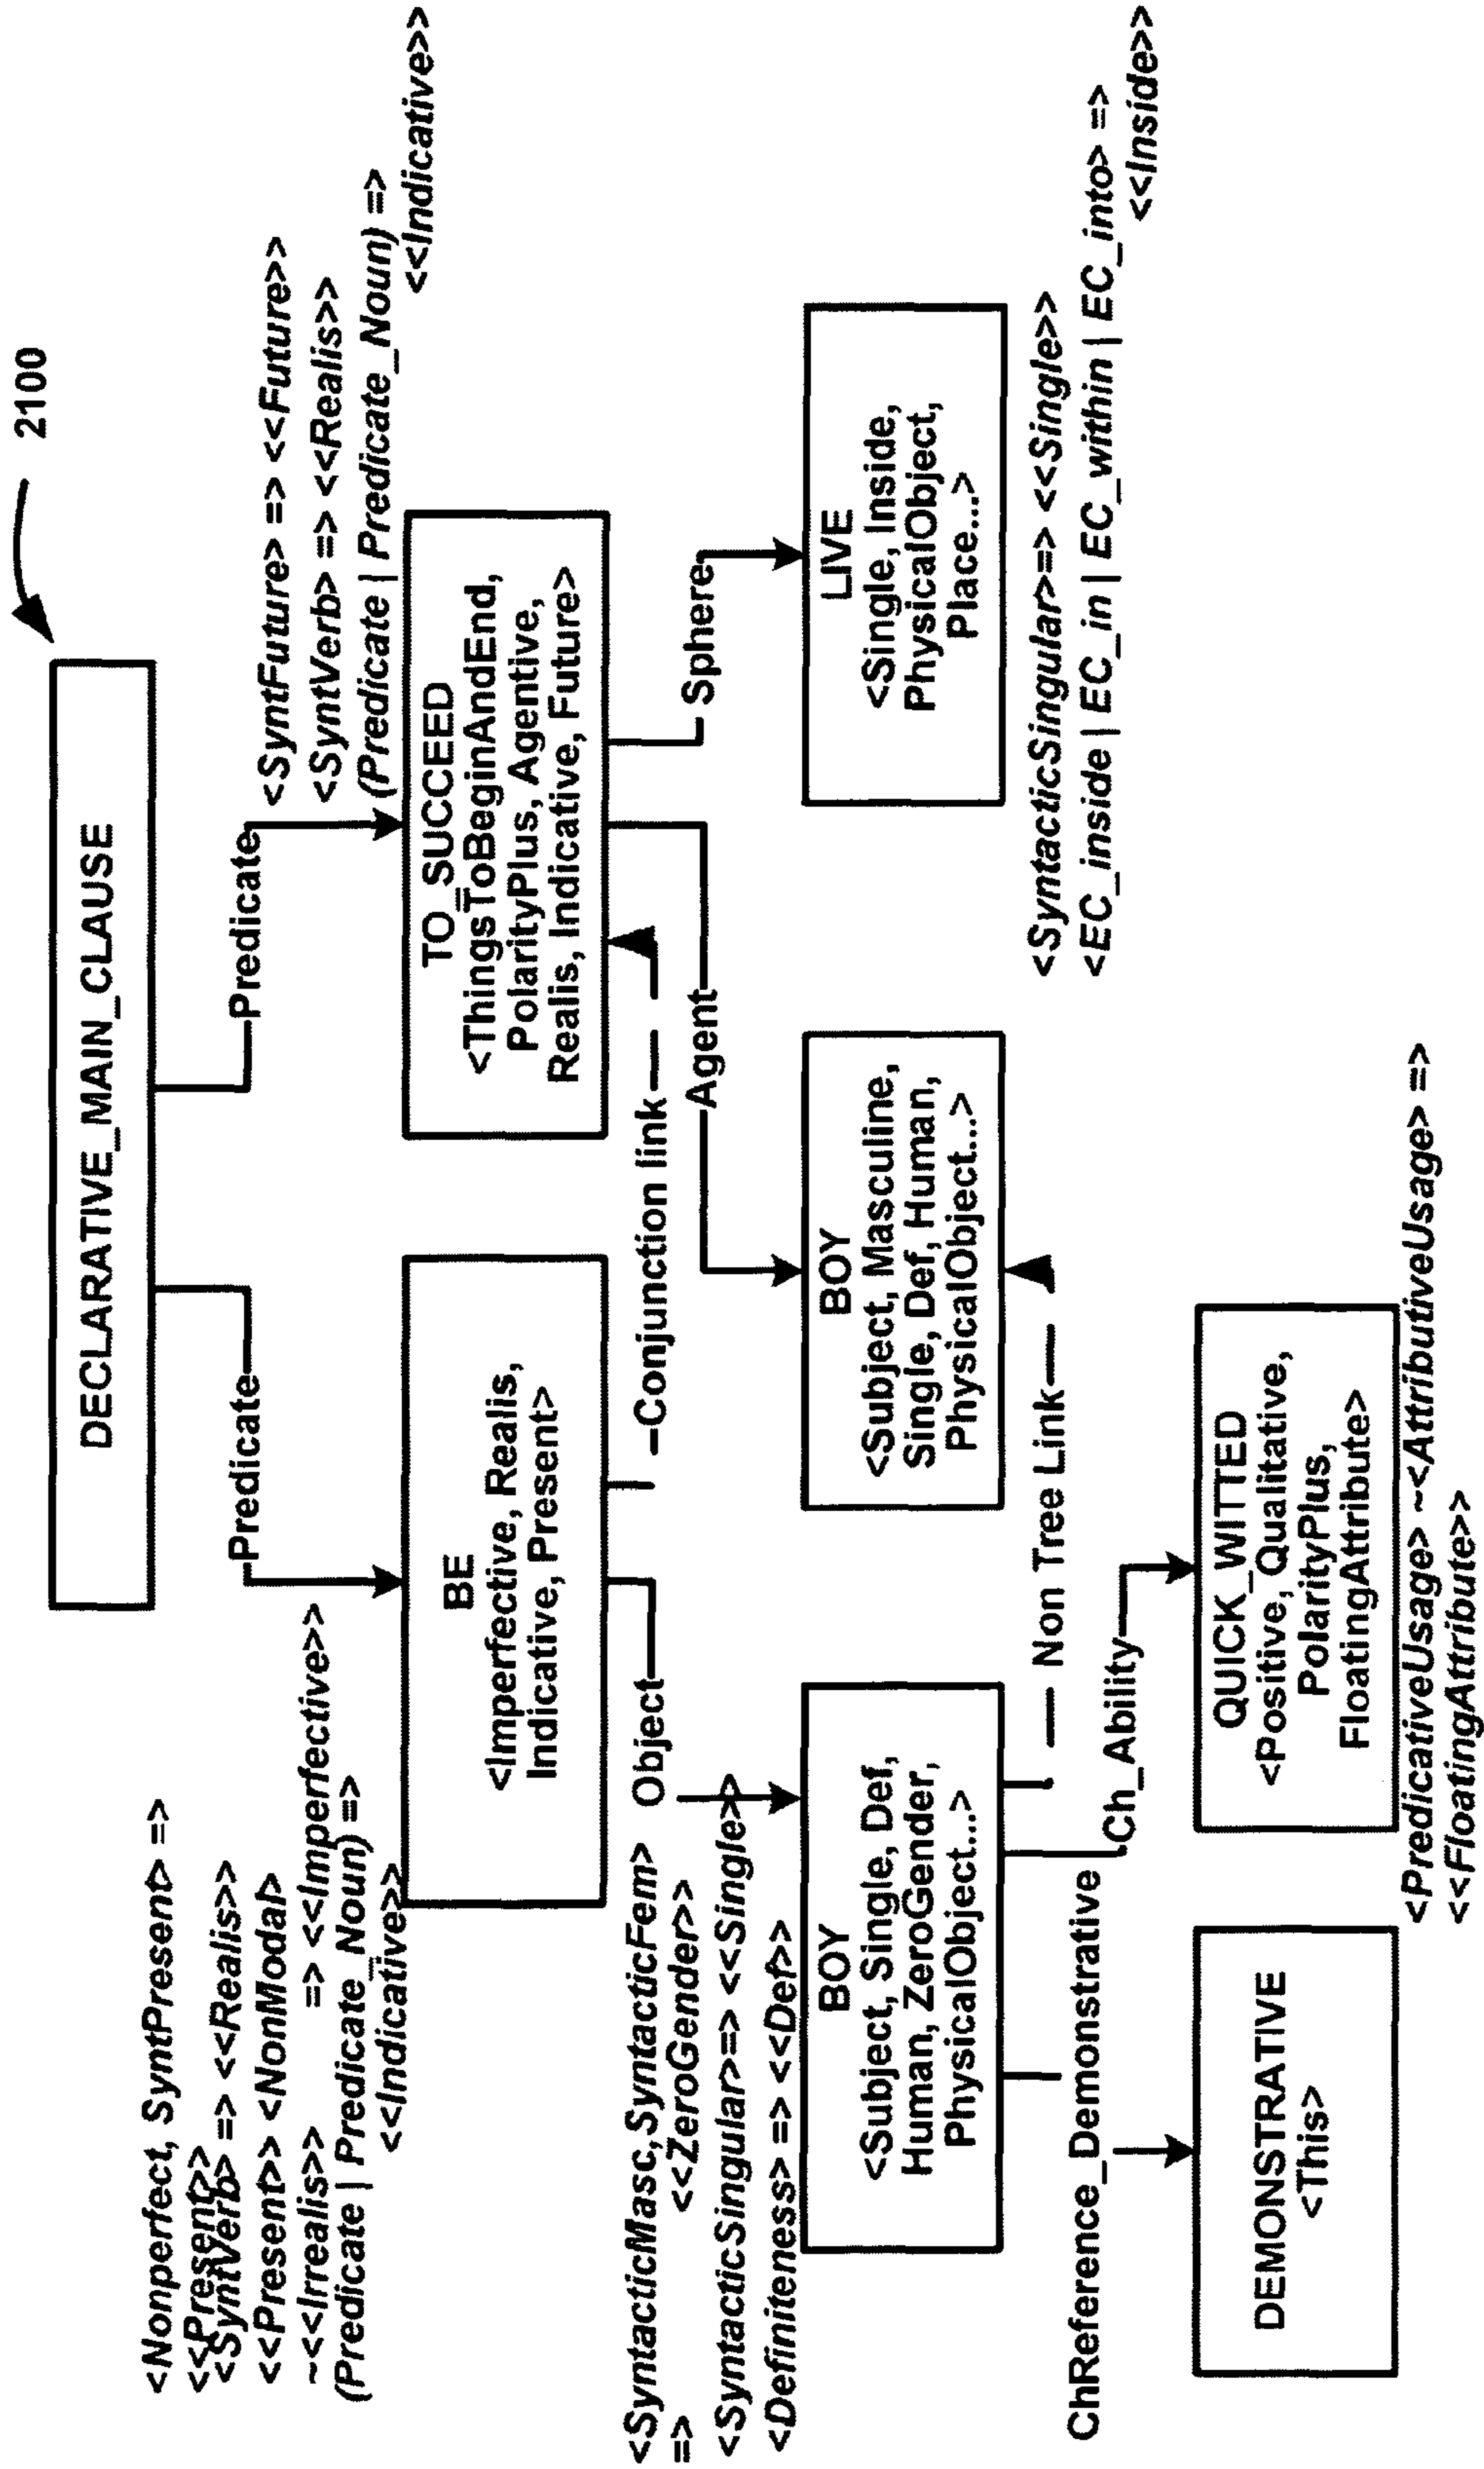 2100
DECLARATIVE_MAIN_CLAUSE
Predicate
Predicate
<Nonperfect, SyntPresent> =>
<<Present>>
<SyntVerb> => <<Realis>>
<<Present>> <NonModal>
~<<Irrealis>> => <<Imperfective>>
(Predicate | Predicate_Noun) =>
<<Indicative>>
<SyntFuture> => <<Future>>
<SyntVerb> => <<Realis>>
(Predicate | Predicate_Noun) =>
<<Indicative>>
BE
<Imperfective, Realis,
Indicative, Present>
TO_SUCCEED
<ThingsToBeginAndEnd,
PolarityPlus, Agentive,
Realis, Indicative, Future>
Object
Conjunction link
Agent
Sphere
<SyntacticMasc,SyntacticFem>
=> <<ZeroGender>>
<SyntacticSingular>=> <<Single>>
<Definiteness> => <<Def>>
BOY
<Subject, Single, Def,
Human, ZeroGender,
PhysicalObject...>
BOY
<Subject, Masculine,
Single, Def, Human,
PhysicalObject...>
LIVE
<Single, Inside,
PhysicalObject,
Place...>
Non Tree Link
<SyntacticSingular>=> <<Single>>
<EC_inside | EC_in | EC_within | EC_into> =>
<<Inside>>
ChReference_Demonstrative
Ch_Ability
DEMONSTRATIVE
<This>
QUICK_WITTED
<Positive, Qualitative,
PolarityPlus,
FloatingAttribute>
<PredicativeUsage> ~<AttributiveUsage> =>
<<FloatingAttribute>>